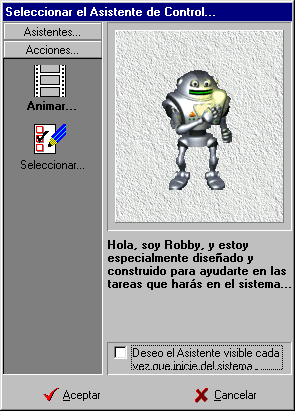 Seleccionar el Asistente de Control...
Asistentes...
Acciones...
Animar...
Seleccionar...
Hola, soy Robby, y estoy
especialmente diseñado y
construido para ayudarte en las
tareas que harás en el sistema...
Deseo el Asistente visible cada
vez que inicie del sistema
Aceptar
Cancelar